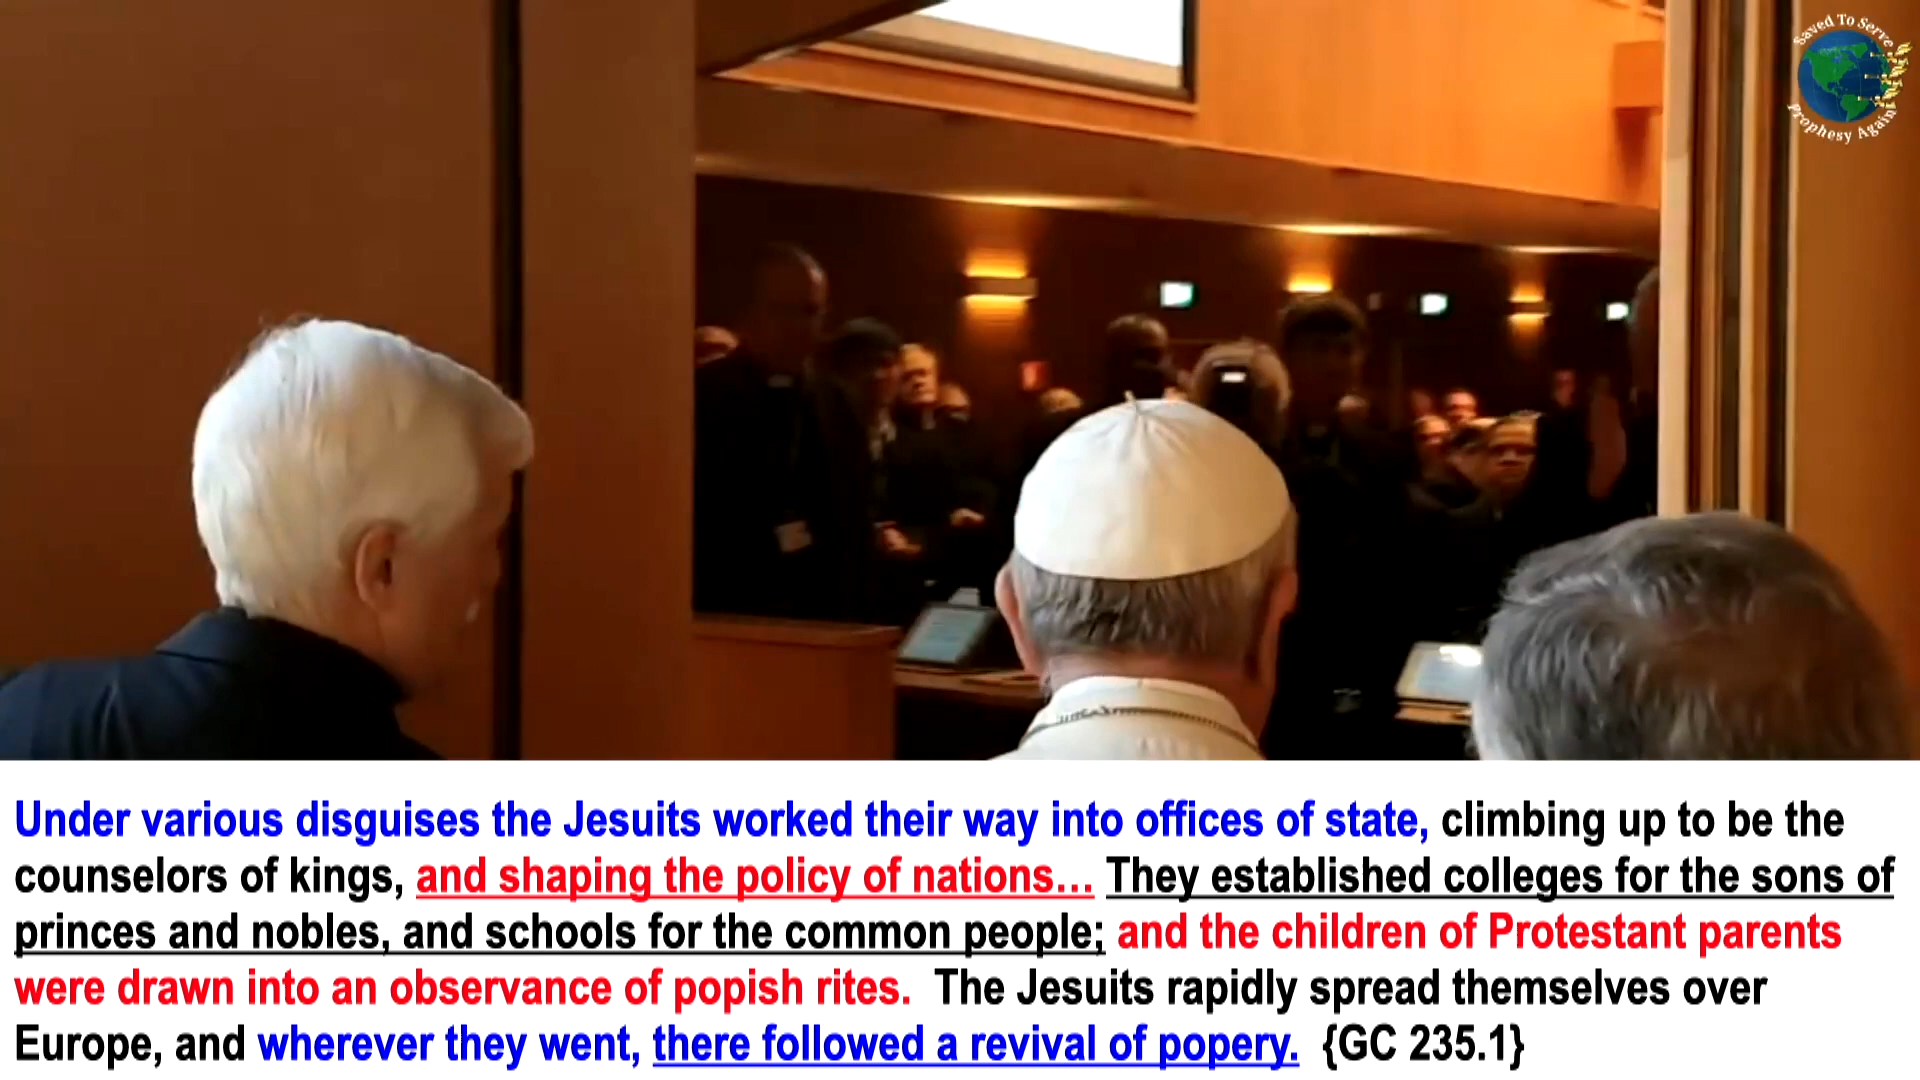 Saved To Serve
Prophesy Again
Under various disguises the Jesuits worked their way into offices of state, climbing up to be the
counselors of kings, and shaping the policy of nations… They established colleges for the sons of
princes and nobles, and schools for the common people; and the children of Protestant parents
were drawn into an observance of popish rites. The Jesuits rapidly spread themselves over
Europe, and wherever they went, there followed a revival of popery. {GC 235.1}